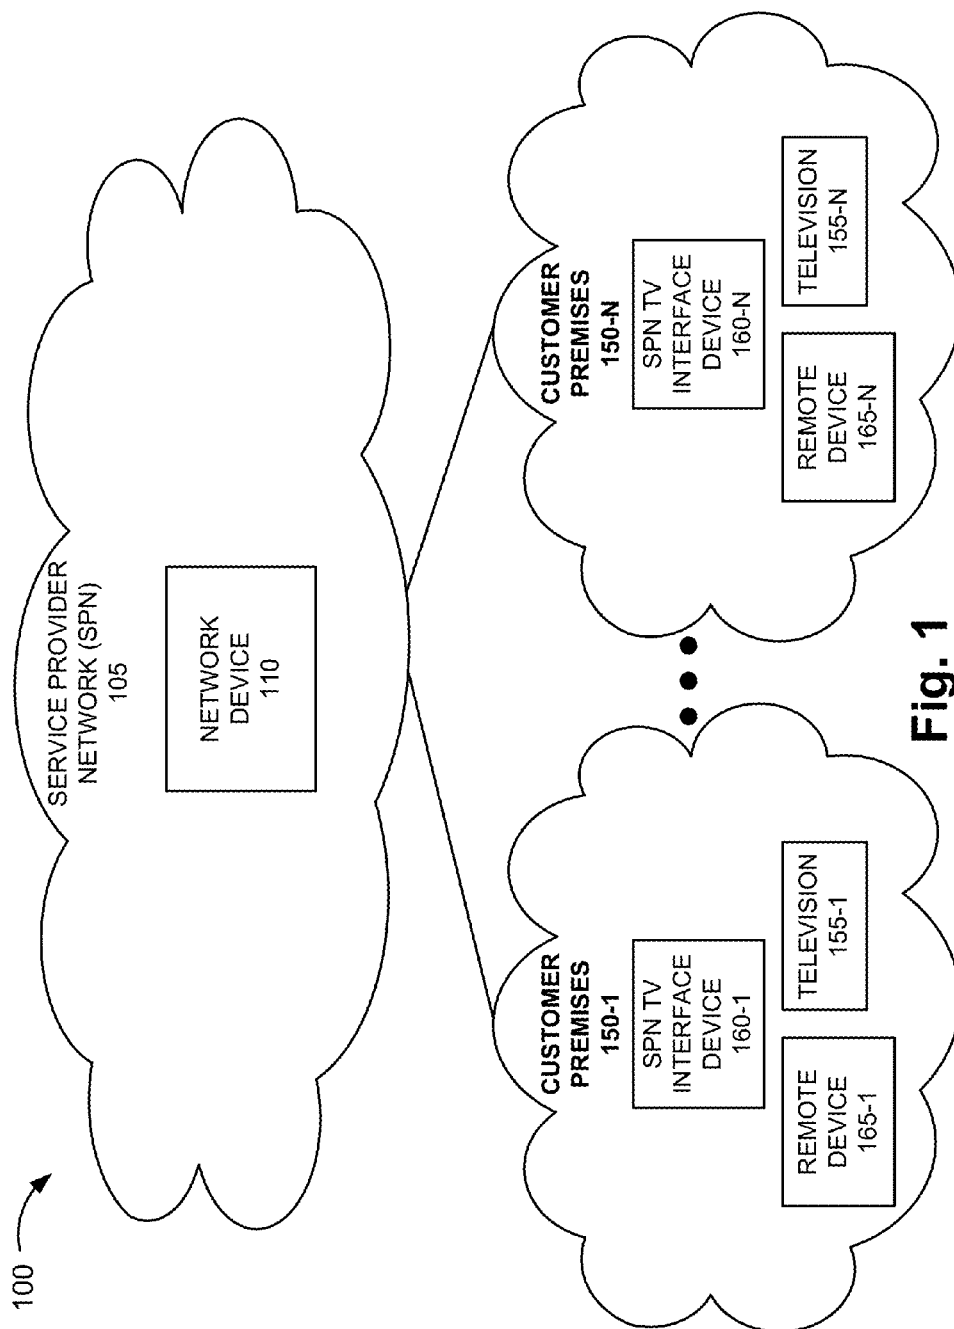 100
SERVICE PROVIDER
NETWORK (SPN)
105
NETWORK
DEVICE
110
CUSTOMER
PREMISES
150-1
SPN TV
INTERFACE
DEVICE
160-1
REMOTE
DEVICE
165-1
TELEVISION
155-1
CUSTOMER
PREMISES
150-N
SPN TV
INTERFACE
DEVICE
160-N
REMOTE
DEVICE
165-N
TELEVISION
155-N
Fig. 1